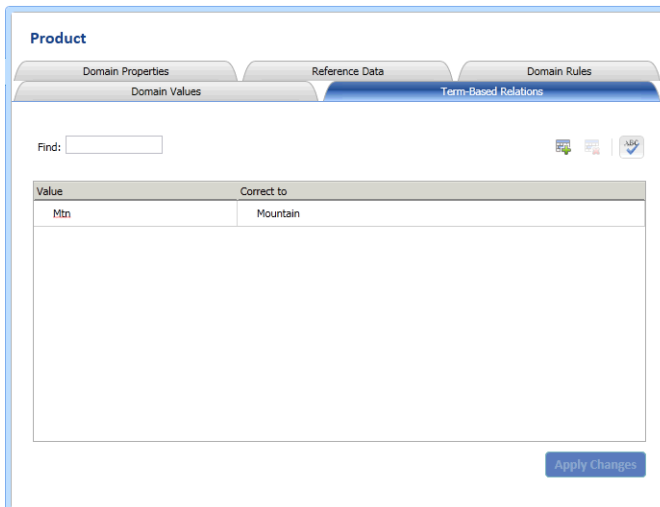 Product
Domain Properties Reference Data Domain Rules
Domain Values Term-Based Relations
Find:
ABC
Value Correct to
Mtn Mountain
Apply Changes